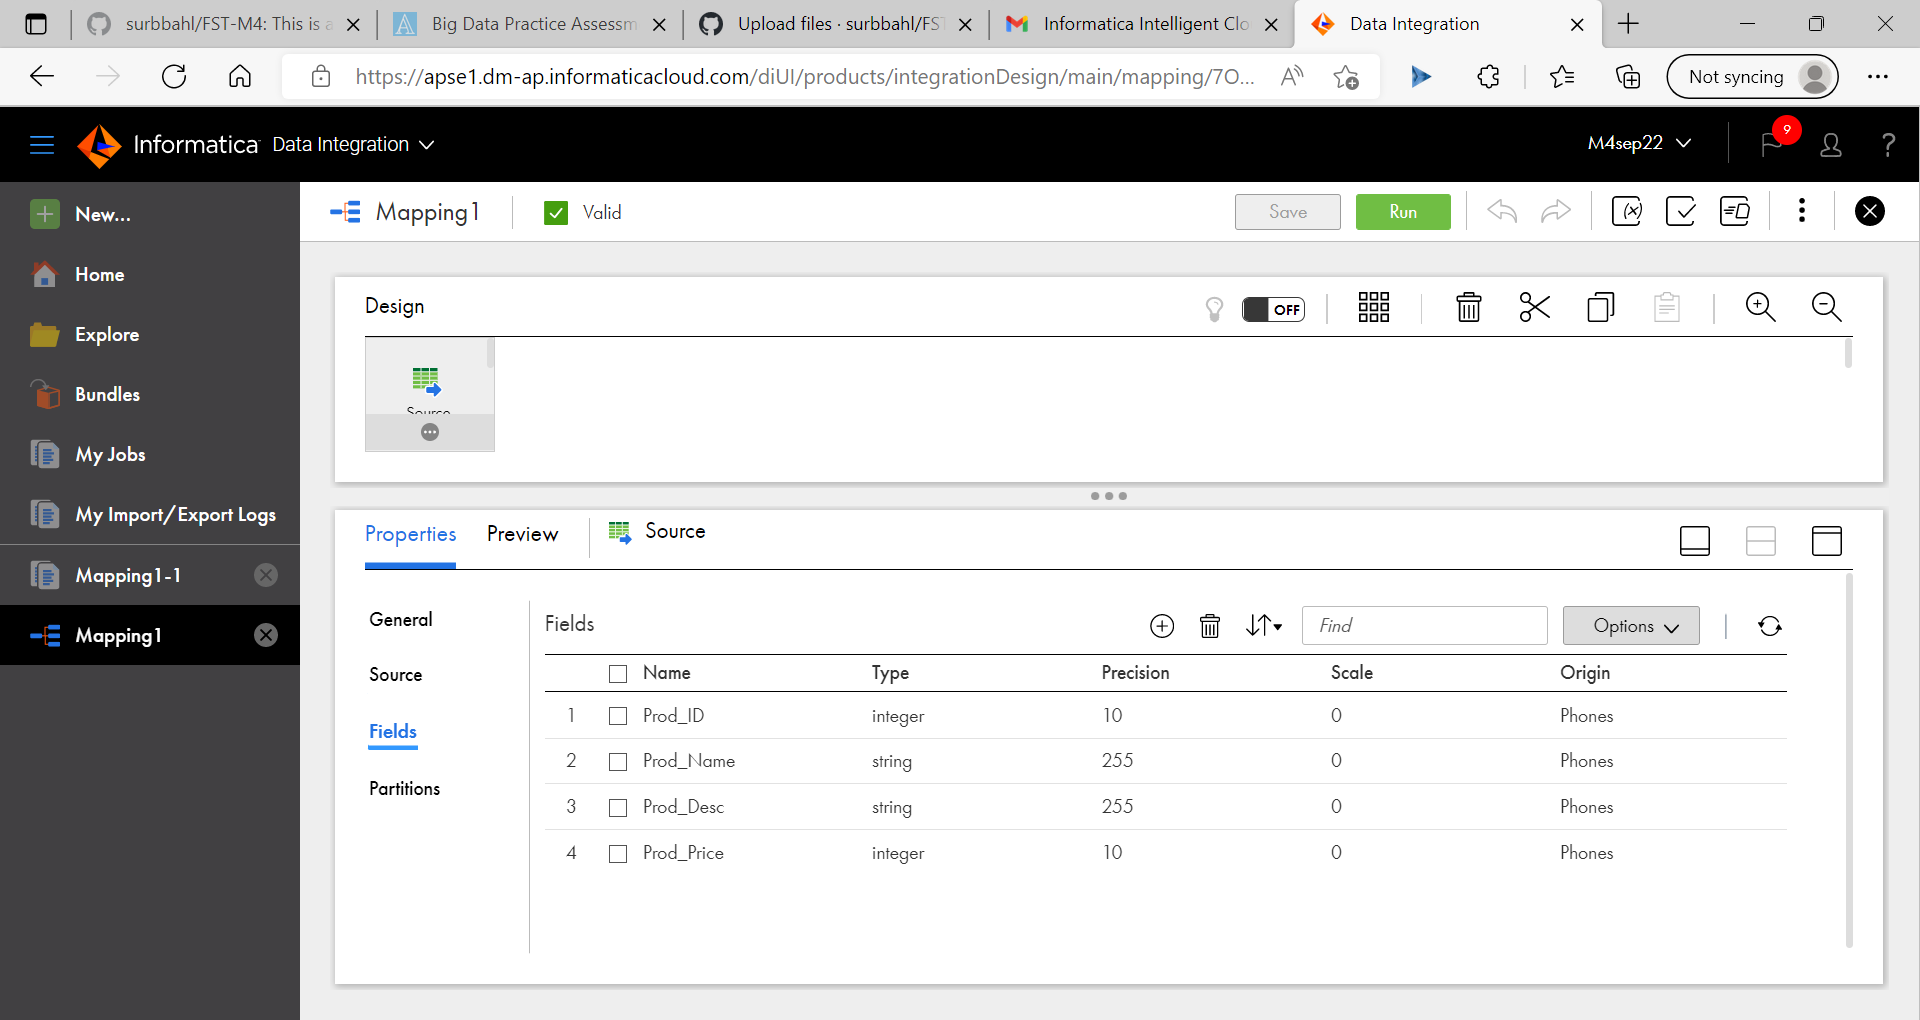 surbbahl/FST-M4: This is a
Big Data Practice Assessm
Upload files · surbbahl/FST
Informatica Intelligent Clo
Data Integration
https://apse1.dm-ap.informaticacloud.com/diUI/products/integrationDesign/main/mapping/7O...
Not syncing
Informatica
Data Integration
M4sep22
9
?
New...
Home
Explore
Bundles
My Jobs
My Import/Export Logs
Mapping1-1
Mapping1
Mapping1
Valid
Save
Run
Design
OFF
Source
Properties
Preview
Source
General
Source
Fields
Partitions
Fields
Find
Options
Name Type Precision Scale Origin
1 Prod_ID integer 10 0 Phones
2 Prod_Name string 255 0 Phones
3 Prod_Desc string 255 0 Phones
4 Prod_Price integer 10 0 Phones